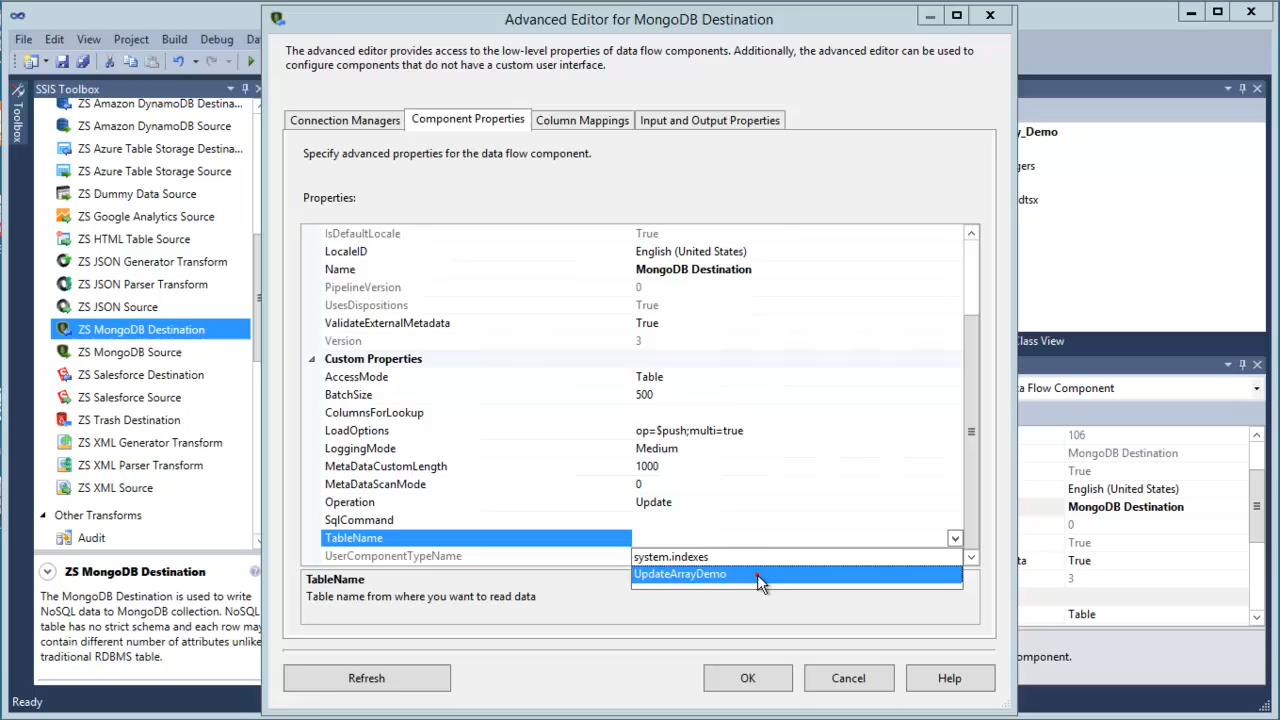 Advanced Editor for MongoDB Destination
File Edit View Project Build Debug Da
SSIS Toolbox
Toolbox
ZS Amazon DynamoDB Destina...
ZS Amazon DynamoDB Source
ZS Azure Table Storage Destina...
ZS Azure Table Storage Source
ZS Dummy Data Source
ZS Google Analytics Source
ZS HTML Table Source
ZS JSON Generator Transform
ZS JSON Parser Transform
ZS JSON Source
ZS MongoDB Destination
ZS MongoDB Source
ZS Salesforce Destination
ZS Salesforce Source
ZS Trash Destination
ZS XML Generator Transform
ZS XML Parser Transform
ZS XML Source
Other Transforms
Audit
ZS MongoDB Destination
The MongoDB Destination is used to write
NoSQL data to MongoDB collection. NoSQL
table has no strict schema and each row may
contain different number of attributes unlike
traditional RDBMS table.
Ready
The advanced editor provides access to the low-level properties of data flow components. Additionally, the advanced editor can be used to
configure components that do not have a custom user interface.
Connection Managers Component Properties Column Mappings Input and Output Properties
Specify advanced properties for the data flow component.
Properties:
IsDefaultLocale True
LocaleID English (United States)
Name MongoDB Destination
PipelineVersion 0
UsesDispositions True
ValidateExternalMetadata True
Version 3
Custom Properties
AccessMode Table
BatchSize 500
ColumnsForLookup
LoadOptions op=$push;multi=true
LoggingMode Medium
MetaDataCustomLength 1000
MetaDataScanMode 0
Operation Update
SqlCommand
TableName
UserComponentTypeName
system.indexes
UpdateArrayDemo
TableName
Table name from where you want to read data
Refresh OK Cancel Help
y_Demo
gers
dtsx
Class View
ta Flow Component
106
MongoDB Destination
True
English (United States)
MongoDB Destination
0
True
ta True
3
Table
omponent.